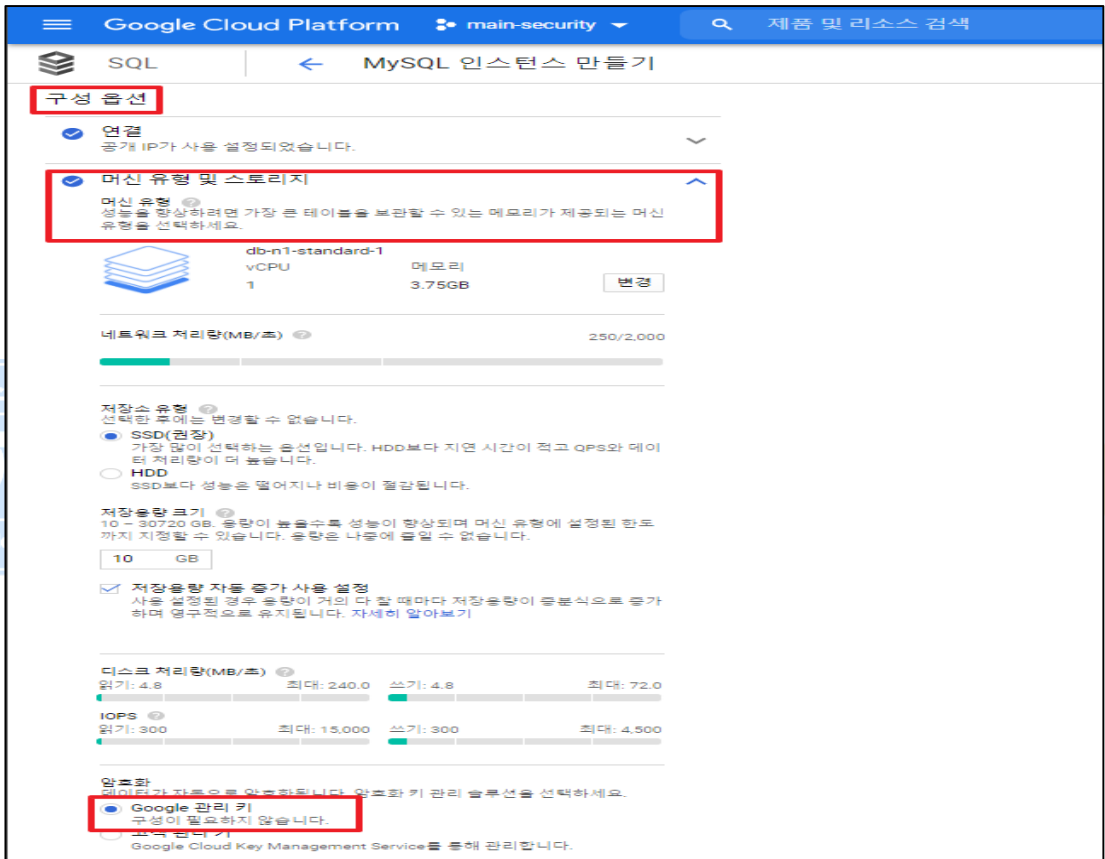 Google Cloud Platform main-security 제품 및 리소스 검색
SQL ← MySQL 인스턴스 만들기
구성 옵션
연결
공개 IP가 사용 설정되었습니다.
머신 유형 및 스토리지
머신 유형
성능을 향상하려면 가장 큰 테이블을 보관할 수 있는 메모리가 제공되는 머신
유형을 선택하세요.
db-n1-standard-1
vCPU 메모리
1 3.75GB 변경
네트워크 처리량(MB/초) 250/2,000
저장소 유형
선택한 후에는 변경할 수 없습니다.
SSD(권장)
가장 많이 선택하는 옵션입니다. HDD보다 지연 시간이 적고 QPS와 데이
터 처리량이 더 높습니다.
HDD
SSD보다 성능은 떨어지나 비용이 절감됩니다.
저장용량 크기
10 – 30720 GB. 용량이 높을수록 성능이 향상되며 머신 유형에 설정된 한도
까지 지정할 수 있습니다. 용량은 나중에 줄일 수 없습니다.
10 GB
저장용량 자동 증가 사용 설정
사용 설정된 경우 용량이 거의 다 찰 때마다 저장용량이 증분식으로 증가
하며 영구적으로 유지됩니다. 자세히 알아보기
디스크 처리량(MB/초)
읽기: 4.8 최대: 240.0 쓰기: 4.8 최대: 72.0
IOPS
읽기: 300 최대: 15,000 쓰기: 300 최대: 4,500
암호화
데이터가 자동으로 암호화됩니다. 암호화 키 관리 솔루션을 선택하세요.
Google 관리 키
구성이 필요하지 않습니다.
고객 관리 키
Google Cloud Key Management Service를 통해 관리합니다.